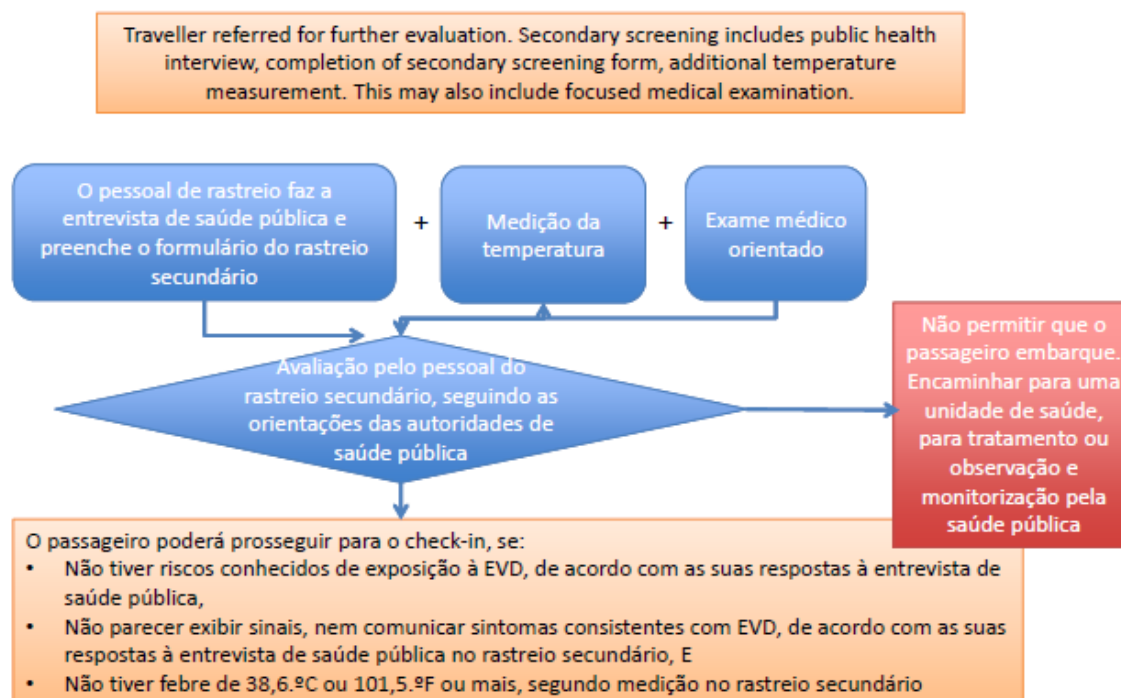 Traveller referred for further evaluation. Secondary screening includes public health
interview, completion of secondary screening form, additional temperature
measurement. This may also include focused medical examination.
O pessoal de rastreio faz a
entrevista de saúde pública e
preenche o formulário do rastreio
secundário
+
Medição da
temperatura
+
Exame médico
orientado
Avaliação pelo pessoal do
rastreio secundário, seguindo as
orientações das autoridades de
saúde pública
Não permitir que o
passageiro embarque.
Encaminhar para uma
unidade de saúde,
para tratamento ou
observação e
monitorização pela
saúde pública
O passageiro poderá prosseguir para o check-in, se:
• Não tiver riscos conhecidos de exposição à EVD, de acordo com as suas respostas à entrevista de
saúde pública,
• Não parecer exibir sinais, nem comunicar sintomas consistentes com EVD, de acordo com as suas
respostas à entrevista de saúde pública no rastreio secundário, E
• Não tiver febre de 38,6.ºC ou 101,5.ºF ou mais, segundo medição no rastreio secundário